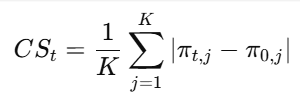 $$CS_t = \frac{1}{K} \sum_{j=1}^{K} |\pi_{t,j} - \pi_{0,j}|$$